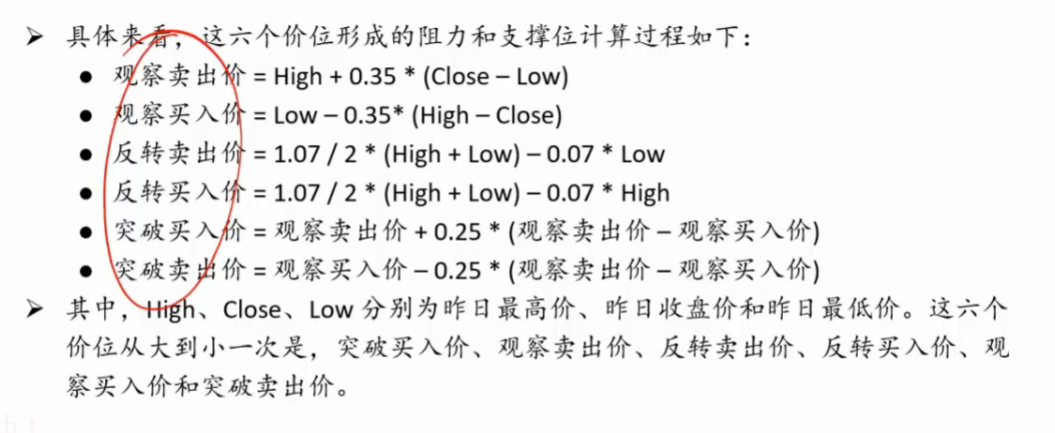 ➢ 具体来看，这六个价位形成的阻力和支撑位计算过程如下：
● 观察卖出价 = High + 0.35 * (Close – Low)
● 观察买入价 = Low – 0.35* (High – Close)
● 反转卖出价 = 1.07 / 2 * (High + Low) – 0.07 * Low
● 反转买入价 = 1.07 / 2 * (High + Low) – 0.07 * High
● 突破买入价 = 观察卖出价 + 0.25 * (观察卖出价 – 观察买入价)
● 突破卖出价 = 观察买入价 – 0.25 * (观察卖出价 – 观察买入价)
➢ 其中，High、Close、Low 分别为昨日最高价、昨日收盘价和昨日最低价。这六个
价位从大到小一次是，突破买入价、观察卖出价、反转卖出价、反转买入价、观
察买入价和突破卖出价。